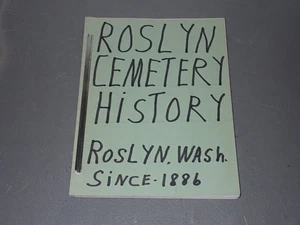 ROSLYN
CEMETERY
HiSTORY
ROSLYN. WASh.
SiNCE-1886